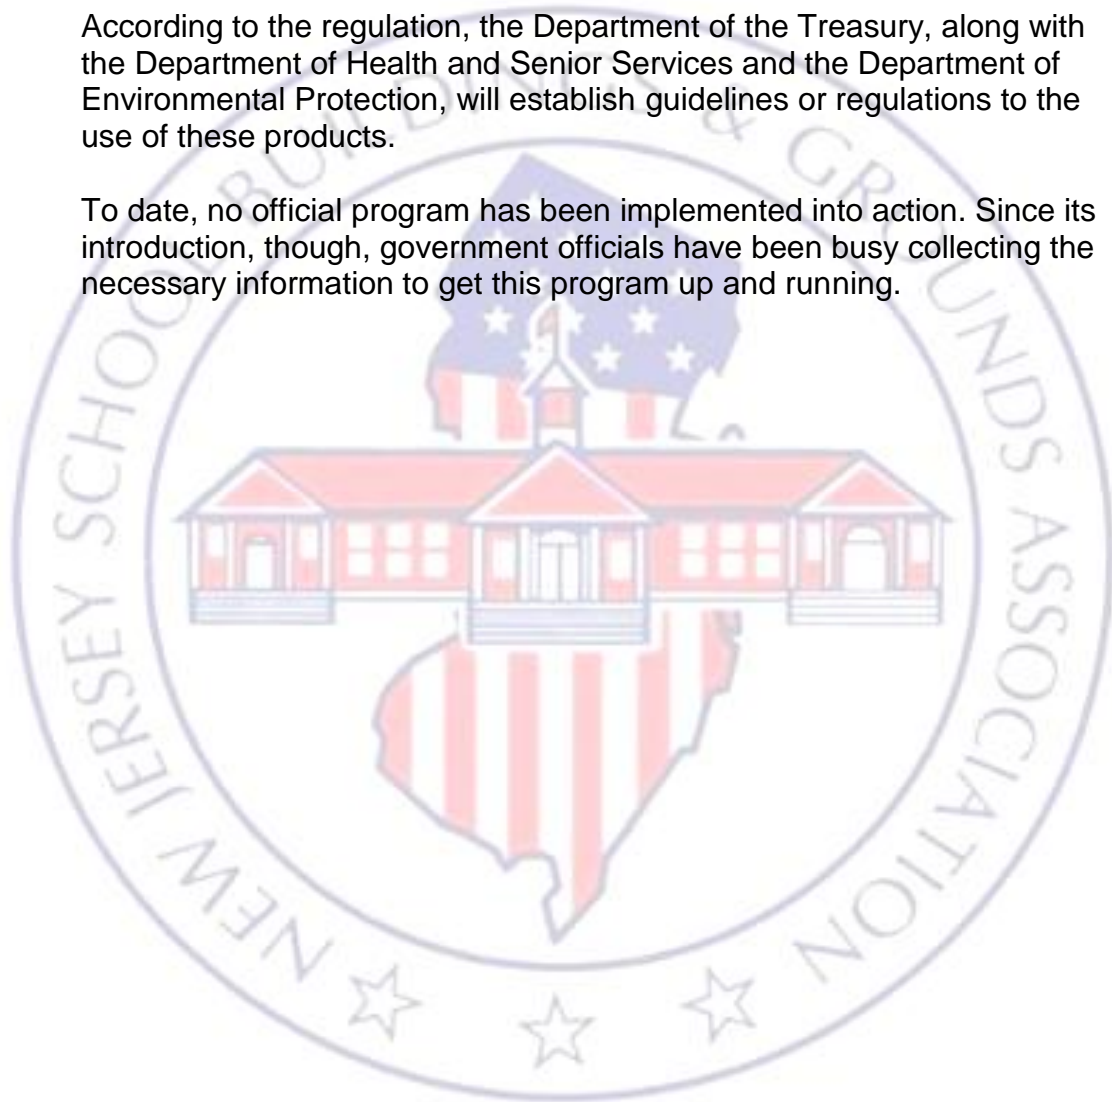 According to the regulation, the Department of the Treasury, along with
the Department of Health and Senior Services and the Department of
Environmental Protection, will establish guidelines or regulations to the
use of these products.
To date, no official program has been implemented into action. Since its
introduction, though, government officials have been busy collecting the
necessary information to get this program up and running.
NEW JERSEY SCHOOL BUILDINGS & GROUNDS ASSOCIATION